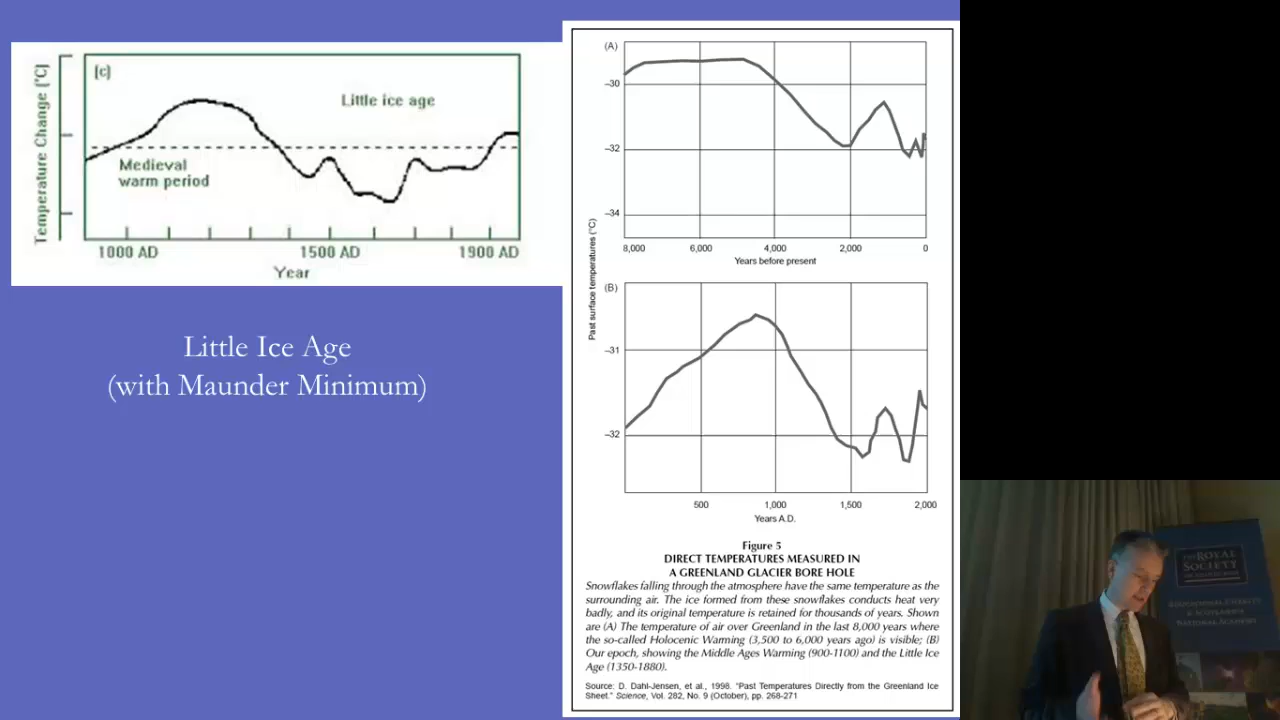 Temperature Change (°C)
(c)
Little ice age
Medieval
warm period
1000 AD
1500 AD
1900 AD
Year
Little Ice Age
(with Maunder Minimum)
Past surface temperatures (°C)
(A)
–30
–32
–34
8,000
6,000
4,000
2,000
0
Years before present
(B)
–31
–32
500
1,000
1,500
2,000
Years A.D.
Figure 5
DIRECT TEMPERATURES MEASURED IN
A GREENLAND GLACIER BORE HOLE
Snowflakes falling through the atmosphere have the same temperature as the
surrounding air. The ice formed from these snowflakes conducts heat very
badly, and its original temperature is retained for thousands of years. Shown
are (A) The temperature of air over Greenland in the last 8,000 years where
the so-called Holocenic Warming (3,500 to 6,000 years ago) is visible; (B)
Our epoch, showing the Middle Ages Warming (900-1100) and the Little Ice
Age (1350-1880).
Source: D. Dahl-Jensen, et al., 1998. "Past Temperatures Directly from the Greenland Ice
Sheet." Science, Vol. 282, No. 9 (October), pp. 268-271
THE ROYAL
SOCIETY
NATIONAL ACADEMY